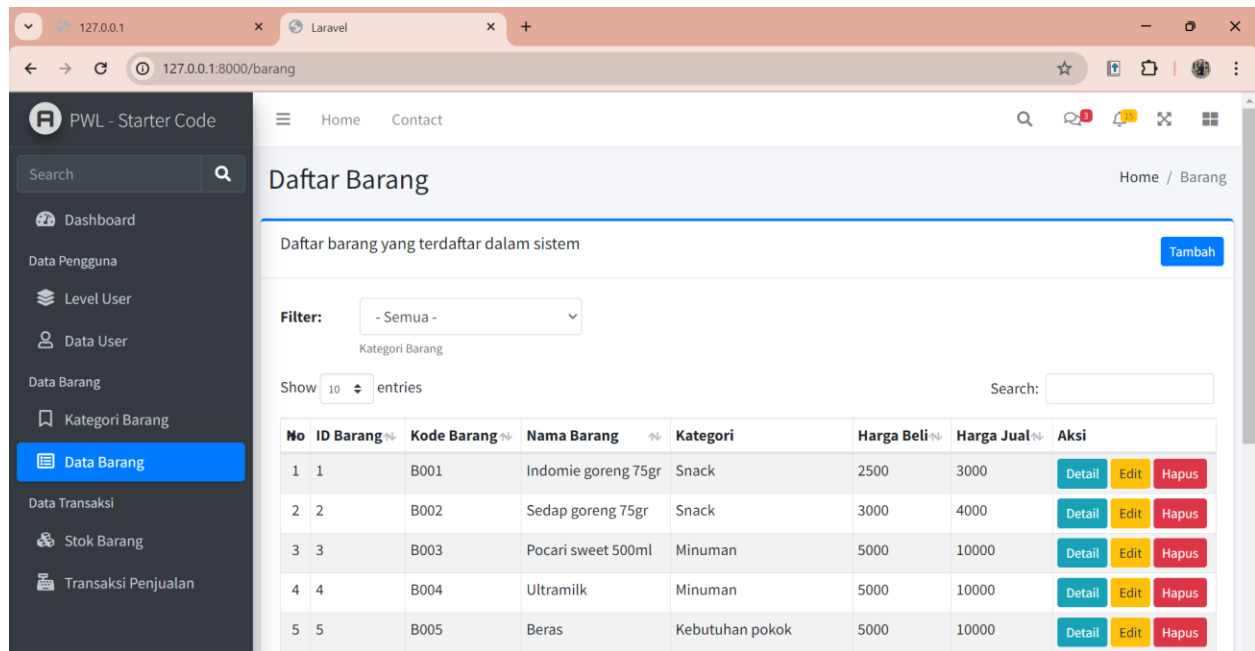 127.0.0.1
Laravel
127.0.0.1:8000/barang
PWL - Starter Code
Home Contact
3
15
Search
Daftar Barang
Home / Barang
Dashboard
Data Pengguna
Level User
Data User
Data Barang
Kategori Barang
Data Barang
Data Transaksi
Stok Barang
Transaksi Penjualan
Daftar barang yang terdaftar dalam sistem
Tambah
Filter: - Semua -
Kategori Barang
Show 10 entries
Search:
No ID Barang Kode Barang Nama Barang Kategori Harga Beli Harga Jual Aksi
1 1 B001 Indomie goreng 75gr Snack 2500 3000 Detail Edit Hapus
2 2 B002 Sedap goreng 75gr Snack 3000 4000 Detail Edit Hapus
3 3 B003 Pocari sweet 500ml Minuman 5000 10000 Detail Edit Hapus
4 4 B004 Ultramilk Minuman 5000 10000 Detail Edit Hapus
5 5 B005 Beras Kebutuhan pokok 5000 10000 Detail Edit Hapus